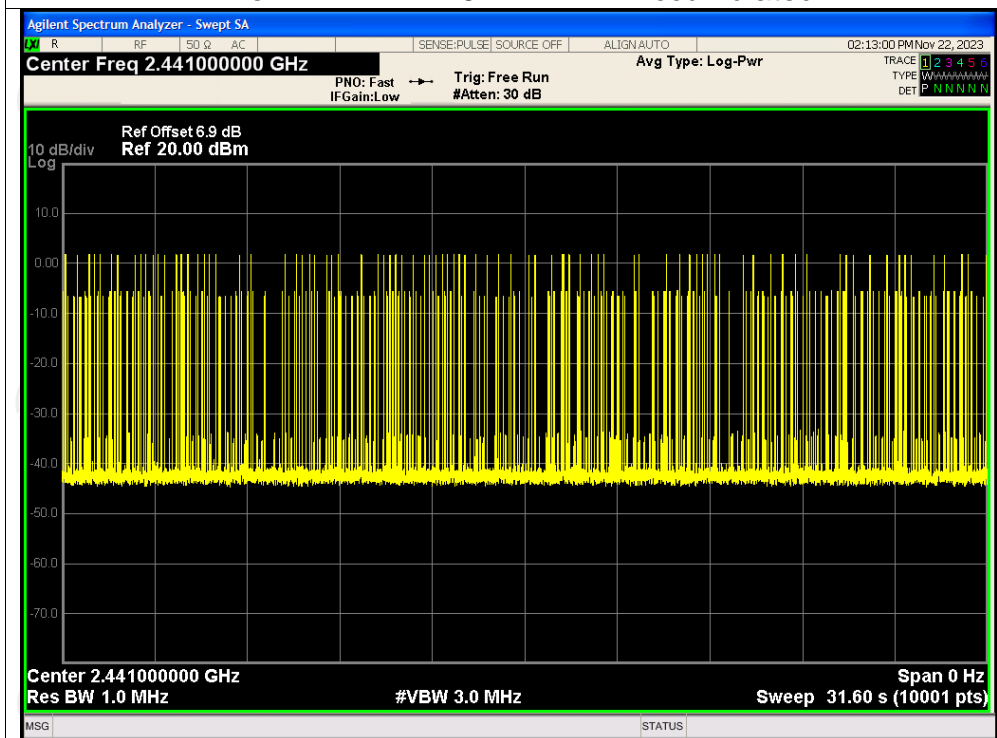 Agilent Spectrum Analyzer - Swept SA
LXI R RF 50 Ω AC SENSE:PULSE SOURCE OFF ALIGN AUTO 02:13:00 PM Nov 22, 2023
Center Freq 2.441000000 GHz
PNO: Fast
IFGain:Low
Trig: Free Run
#Atten: 30 dB
Avg Type: Log-Pwr
TRACE 1 2 3 4 5 6
TYPE WWWWWW
DET P N N N N N
Ref Offset 6.9 dB
10 dB/div Ref 20.00 dBm
Log
10.0
0.00
-10.0
-20.0
-30.0
-40.0
-50.0
-60.0
-70.0
Center 2.441000000 GHz Span 0 Hz
Res BW 1.0 MHz #VBW 3.0 MHz Sweep 31.60 s (10001 pts)
MSG STATUS